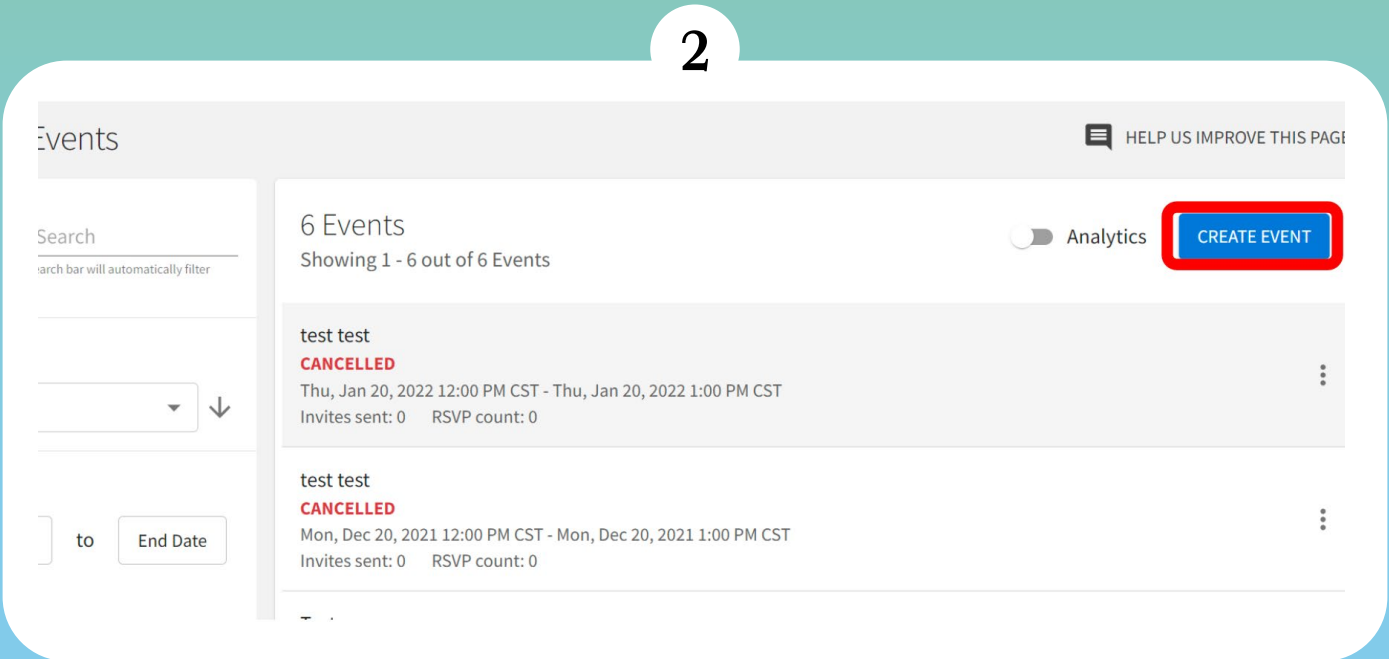 2
Events
HELP US IMPROVE THIS PAGE
Search
arch bar will automatically filter
to
End Date
6 Events
Showing 1 - 6 out of 6 Events
Analytics
CREATE EVENT
test test
CANCELLED
Thu, Jan 20, 2022 12:00 PM CST - Thu, Jan 20, 2022 1:00 PM CST
Invites sent: 0 RSVP count: 0
test test
CANCELLED
Mon, Dec 20, 2021 12:00 PM CST - Mon, Dec 20, 2021 1:00 PM CST
Invites sent: 0 RSVP count: 0